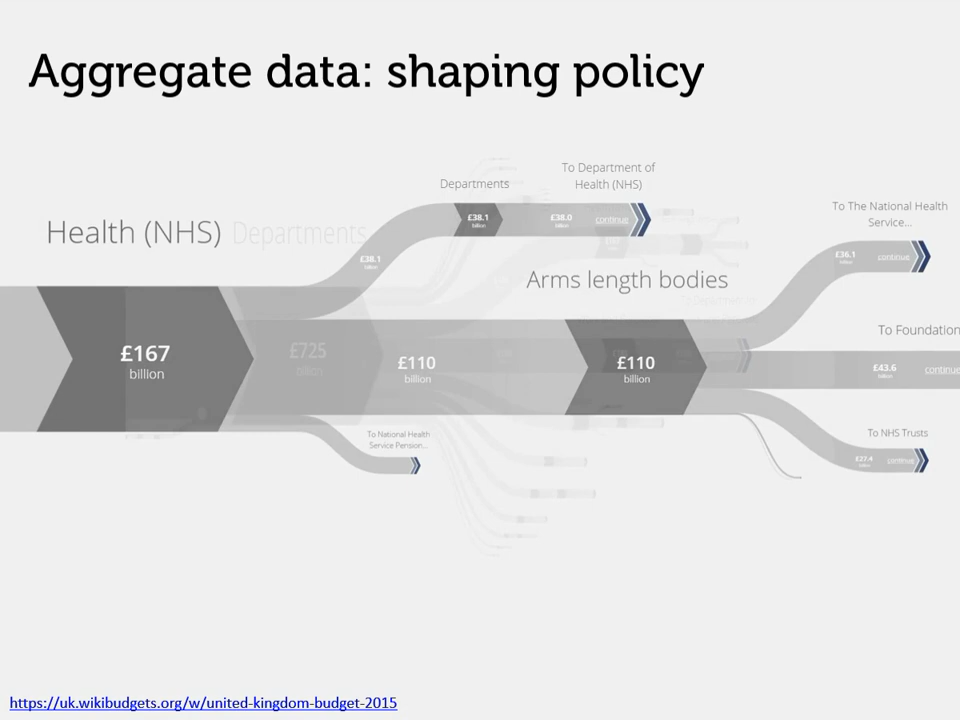 Aggregate data: shaping policy
To Department of
Health (NHS)
Departments
£38.1
billion
£38.0
billion
continue
To The National Health
Service...
Health (NHS)
Departments
£38.1
billion
£36.1
billion
continue
Arms length bodies
To Foundation
£167
billion
£725
billion
£110
billion
£110
billion
£43.6
billion
continue
To National Health
Service Pension...
To NHS Trusts
£27.4
billion
continue
https://uk.wikibudgets.org/w/united-kingdom-budget-2015